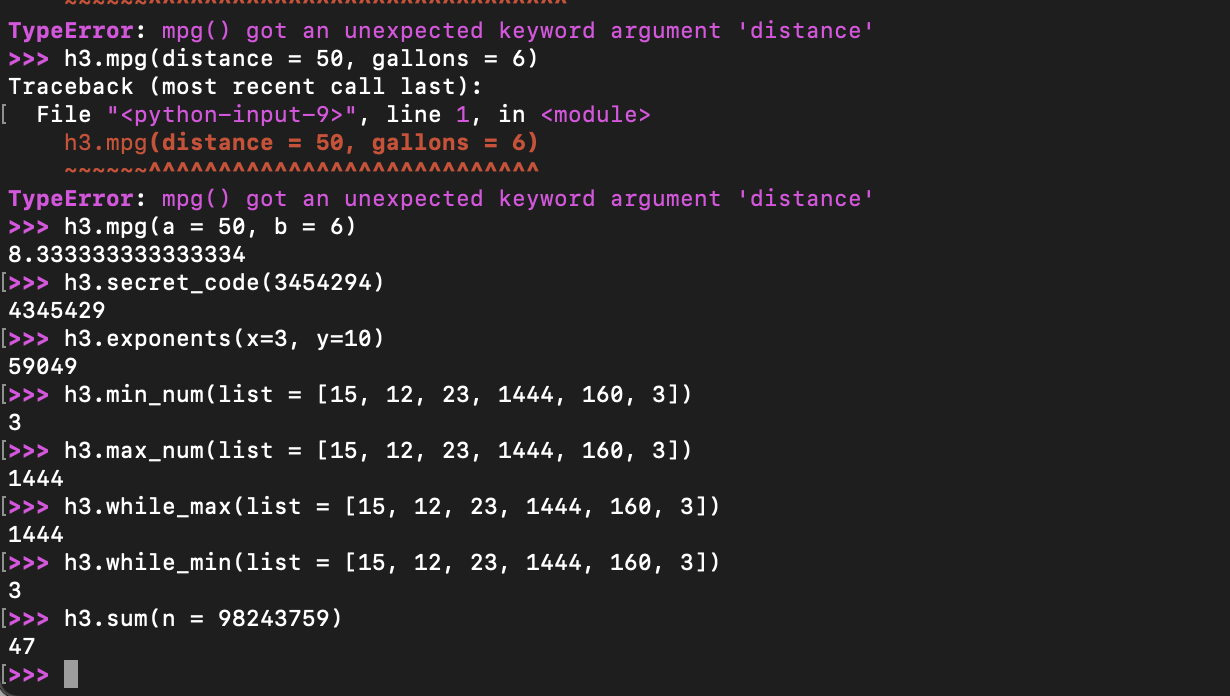 TypeError: mpg() got an unexpected keyword argument 'distance'
>>> h3.mpg(distance = 50, gallons = 6)
Traceback (most recent call last):
[  File "<python-input-9>", line 1, in <module>
    h3.mpg(distance = 50, gallons = 6)
    ~~~~~~^^^^^^^^^^^^^^^^^^^^^^^^^^^^
TypeError: mpg() got an unexpected keyword argument 'distance'
>>> h3.mpg(a = 50, b = 6)
8.333333333333334
[>>> h3.secret_code(3454294)
4345429
[>>> h3.exponents(x=3, y=10)
59049
[>>> h3.min_num(list = [15, 12, 23, 1444, 160, 3])
3
[>>> h3.max_num(list = [15, 12, 23, 1444, 160, 3])
1444
[>>> h3.while_max(list = [15, 12, 23, 1444, 160, 3])
1444
[>>> h3.while_min(list = [15, 12, 23, 1444, 160, 3])
3
[>>> h3.sum(n = 98243759)
47
[>>>